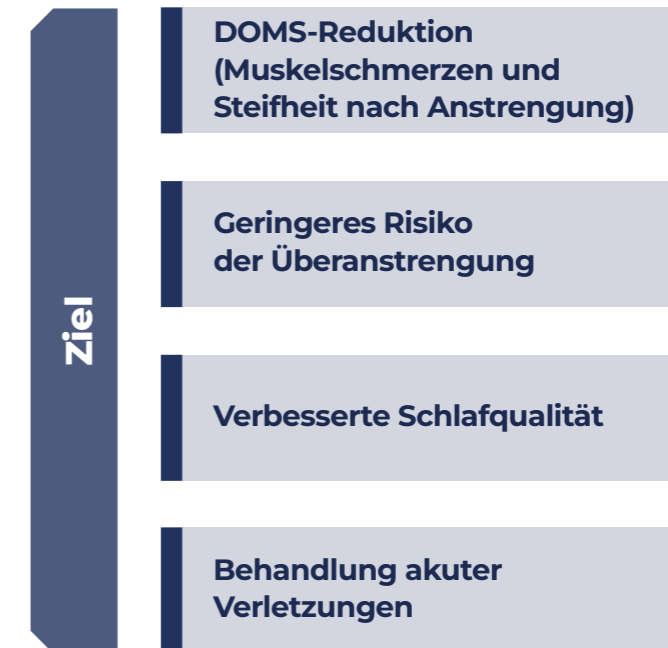 Ziel
DOMS-Reduktion
(Muskelschmerzen und
Steifheit nach Anstrengung)
Geringeres Risiko
der Überanstrengung
Verbesserte Schlafqualität
Behandlung akuter
Verletzungen